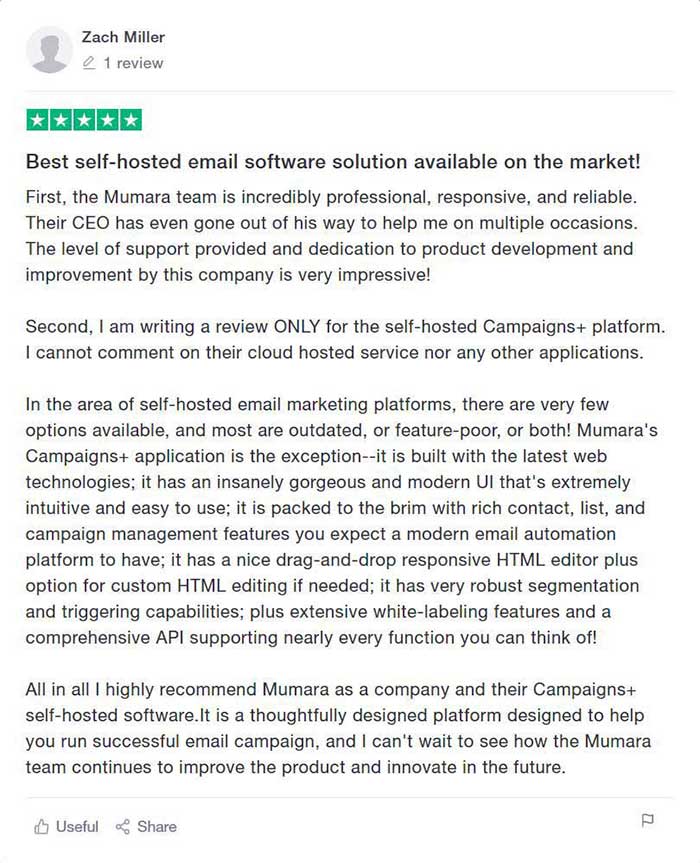 Zach Miller
1 review
Best self-hosted email software solution available on the market!
First, the Mumara team is incredibly professional, responsive, and reliable.
Their CEO has even gone out of his way to help me on multiple occasions.
The level of support provided and dedication to product development and
improvement by this company is very impressive!
Second, I am writing a review ONLY for the self-hosted Campaigns+ platform.
I cannot comment on their cloud hosted service nor any other applications.
In the area of self-hosted email marketing platforms, there are very few
options available, and most are outdated, or feature-poor, or both! Mumara's
Campaigns+ application is the exception--it is built with the latest web
technologies; it has an insanely gorgeous and modern UI that's extremely
intuitive and easy to use; it is packed to the brim with rich contact, list, and
campaign management features you expect a modern email automation
platform to have; it has a nice drag-and-drop responsive HTML editor plus
option for custom HTML editing if needed; it has very robust segmentation
and triggering capabilities; plus extensive white-labeling features and a
comprehensive API supporting nearly every function you can think of!
All in all I highly recommend Mumara as a company and their Campaigns+
self-hosted software.It is a thoughtfully designed platform designed to help
you run successful email campaign, and I can't wait to see how the Mumara
team continues to improve the product and innovate in the future.
Useful Share